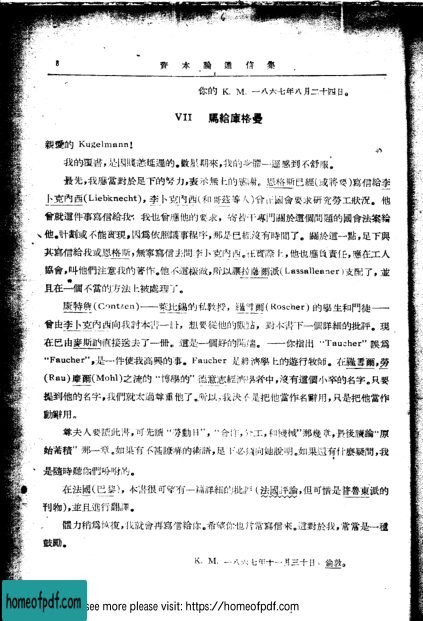 8 資本論通信集
你的 K. M. 一八六七年八月二十四日。
VII 馬給庫格曼
親愛的 Kugelmann!
我的覆書,是因 遲延的。數星期來,我的身體一逕感到不舒服。
最先,我應當對於足下的努力,表示無上的感謝。恩格斯已經(或將要)寫信給李
卜克內西(Liebknecht),李卜克內西(和哥茲等人)曾在國會要求研究勞工狀況。他
曾就這件事寫信給我;我也曾應他的要求,寄若干專門關於這個問題的國會法案給
他。計劃或不能實現,因為依照議事程序,那是已經沒有時間了。關於這一點,足下與
其寫信給我或恩格斯,無寧寫信去問李卜克內西。在實際上,他也應負責任,應在工人
協會,叫他們注意我的著作。他不這樣做,所以讓拉薩爾派(Lassalleaner)支配了,並
且在一個不當的方法上被處理了。
康特鎮(Contzen)——萊比錫的私教授,羅雪爾(Roscher)的學生和門徒——
曾由李卜克內西向我討本書一册,想要從他的觀點,對本書下一個詳細的批評。現
在已由麥斯納直接送去了一册。這是一個好的開端。——你指出 “Taucher” 誤為
“Faucher”,是一件使我高興的事。Faucher 是經濟學上的遊行牧師。在羅雪爾,勞
(Rau)摩爾(Mohl)之流的“博學的”德意志經濟學者中,沒有這個小卒的名字。只要
提到他的名字,我們就太過尊重他了。所以,我決不是把他當作名辭用,只是把他當作
動辭用。
尊夫人要讀此書,可先讀“勞動日”,“合作,分工,和機械”那幾章,最後讀論“原
始蓄積”那一章。如果有不甚瞭解的術語,足下必須向她說明。如果還有什麽疑問,我
是隨時聽你們吩咐的。
在法國(巴黎),本書很可望有一篇詳細的批評(法國評論,但可惜是普魯東派的
刊物),並且進行翻譯。
體力稍為恢復,我就會再寫信給你。希望你也常常寫信來。這對於我,常常是一種
鼓勵。
K. M. 一八六七年十一月三十日,倫敦。
homeofpdf.com
see more please visit: https://homeofpdf.com